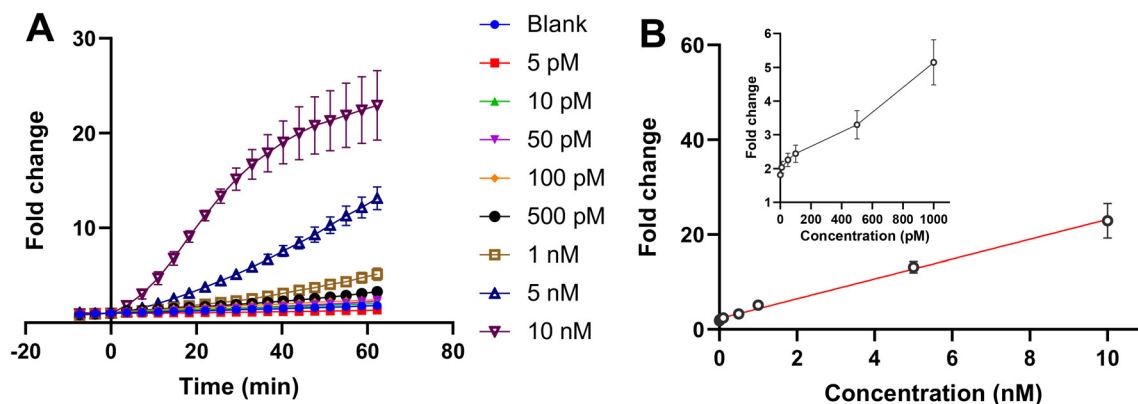 A
Fold change
30
20
10
0
-20
0
20
40
60
80
Time (min)
Blank
5 pM
10 pM
50 pM
100 pM
500 pM
1 nM
5 nM
10 nM
B
Fold change
60
40
20
0
0
2
4
6
8
10
Concentration (nM)
Fold change
6
5
4
3
2
1
0
200
400
600
800
1000
Concentration (pM)